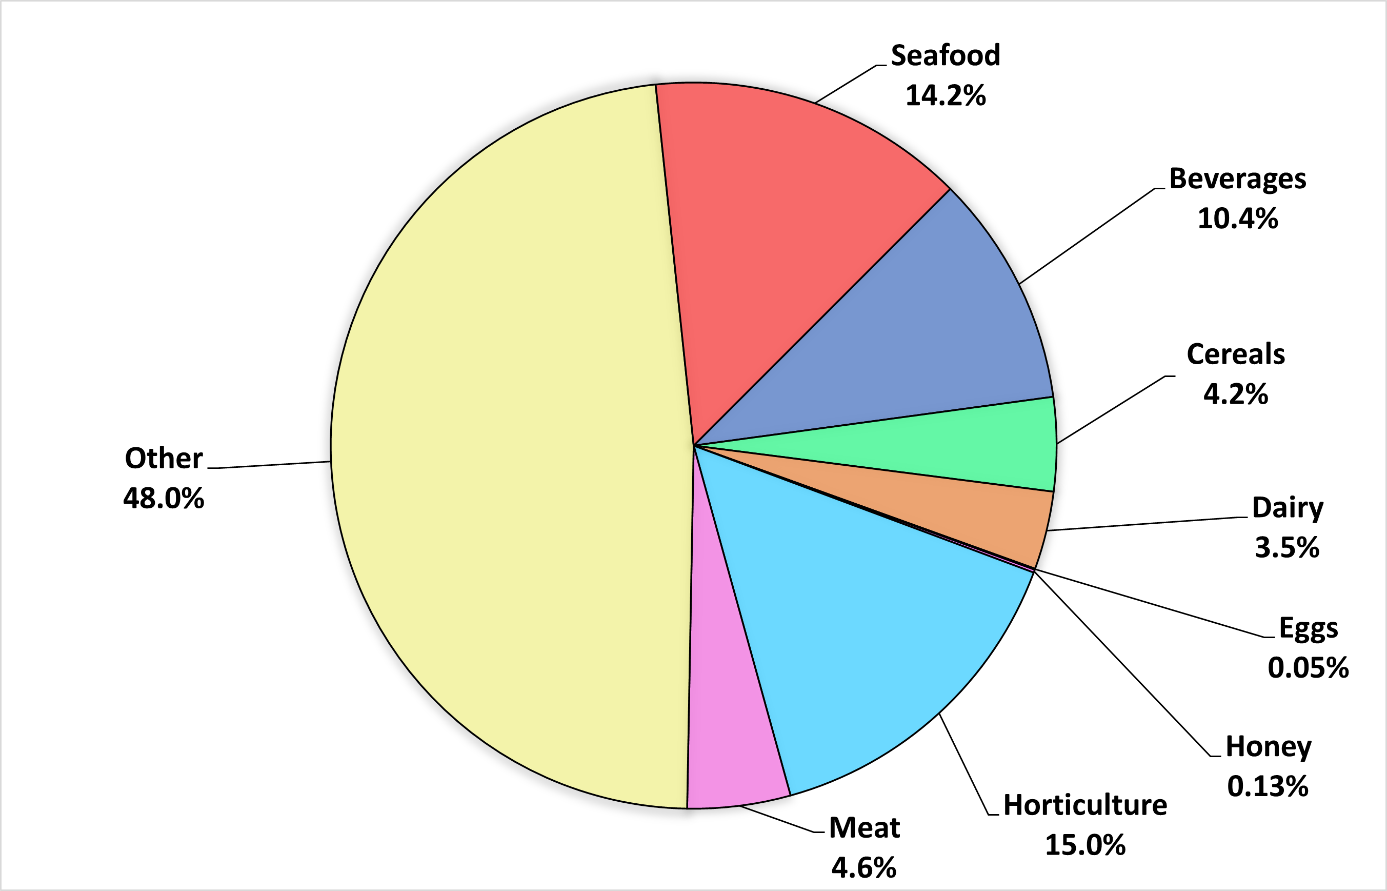 Seafood
14.2%
Beverages
10.4%
Cereals
4.2%
Dairy
3.5%
Eggs
0.05%
Honey
0.13%
Horticulture
15.0%
Meat
4.6%
Other
48.0%